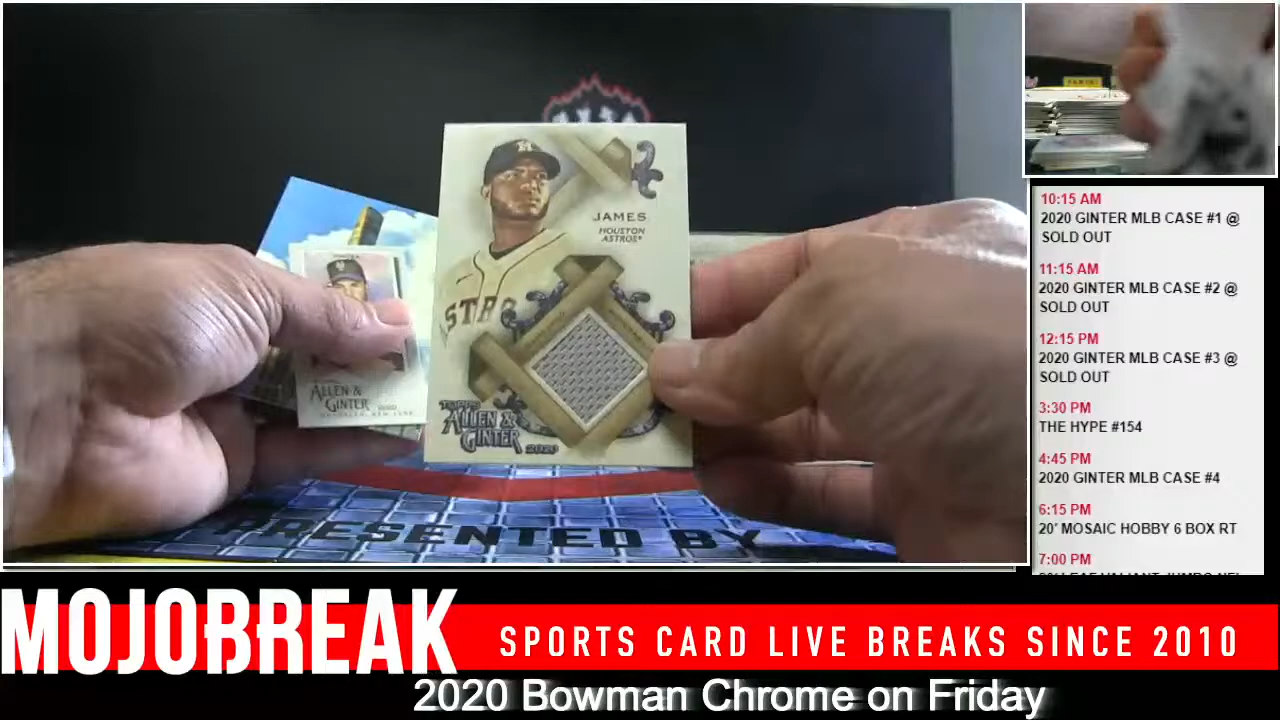 JAMES
HOUSTON
ASTROS
ALLEN &
GINTER
TOPPS
ALLEN &
GINTER
2020
PRESENTED BY
10:15 AM
2020 GINTER MLB CASE #1 @
SOLD OUT
11:15 AM
2020 GINTER MLB CASE #2 @
SOLD OUT
12:15 PM
2020 GINTER MLB CASE #3 @
SOLD OUT
3:30 PM
THE HYPE #154
4:45 PM
2020 GINTER MLB CASE #4
6:15 PM
20' MOSAIC HOBBY 6 BOX RT
7:00 PM
MOJOBREAK
SPORTS CARD LIVE BREAKS SINCE 2010
2020 Bowman Chrome on Friday